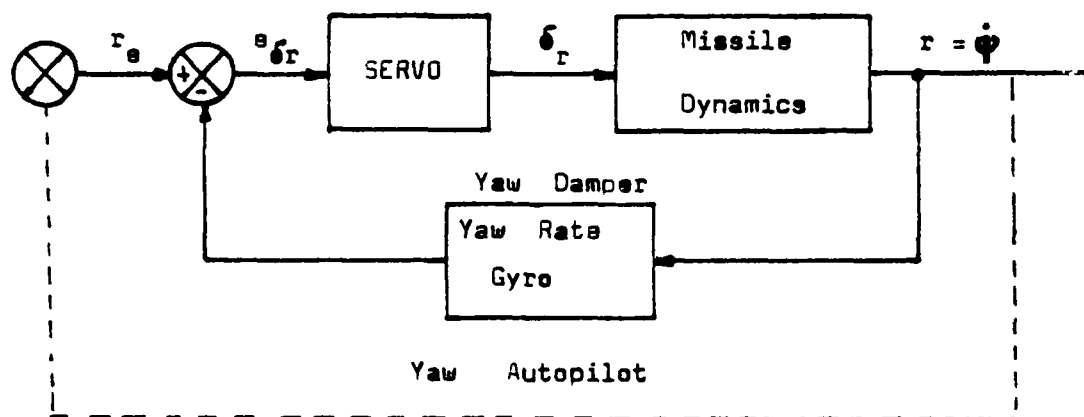 r_e
+
-
e_δr
SERVO
δ_r
Missile
Dynamics
r = ψ̇
Yaw Damper
Yaw Rate
Gyro
Yaw Autopilot